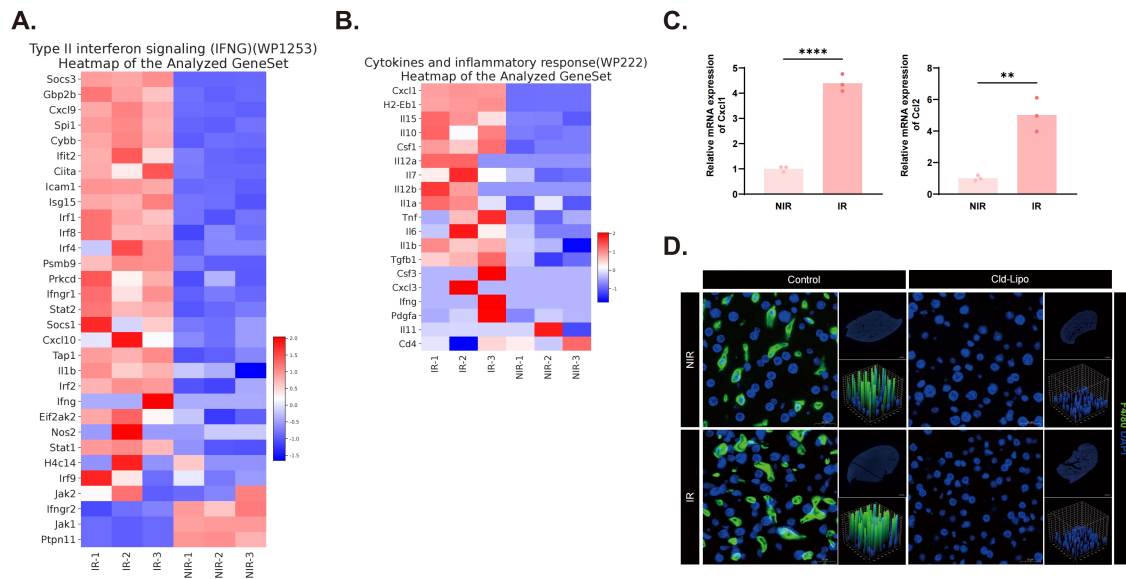 A.
Type II interferon signaling (IFNG)(WP1253)
Heatmap of the Analyzed GeneSet
Socs3
Gbp2b
Cxcl9
Spi1
Cybb
Ifit2
Ciita
Icam1
Isg15
Irf1
Irf8
Irf4
Psmb9
Prkcd
Ifngr1
Stat2
Socs1
Cxcl10
Tap1
Il1b
Irf2
Ifng
Eif2ak2
Nos2
Stat1
H4c14
Irf9
Jak2
Ifngr2
Jak1
Ptpn11
IR-1
IR-2
IR-3
NIR-1
NIR-2
NIR-3
2.0
1.5
1.0
0.5
0.0
-0.5
-1.0
-1.5
B.
Cytokines and inflammatory response(WP222)
Heatmap of the Analyzed GeneSet
Cxcl1
H2-Eb1
Il15
Il10
Csf1
Il12a
Il7
Il12b
Il1a
Tnf
Il6
Il1b
Tgfb1
Csf3
Cxcl3
Ifng
Pdgfa
Il11
Cd4
IR-1
IR-2
IR-3
NIR-1
NIR-2
NIR-3
2
1
0
-1
C.
Relative mRNA expression
of Cxcl1
5
4
3
2
1
0
****
NIR
IR
Relative mRNA expression
of Ccl2
8
6
4
2
0
**
NIR
IR
D.
Control
Cld-Lipo
NIR
IR
F4/80 DAPI